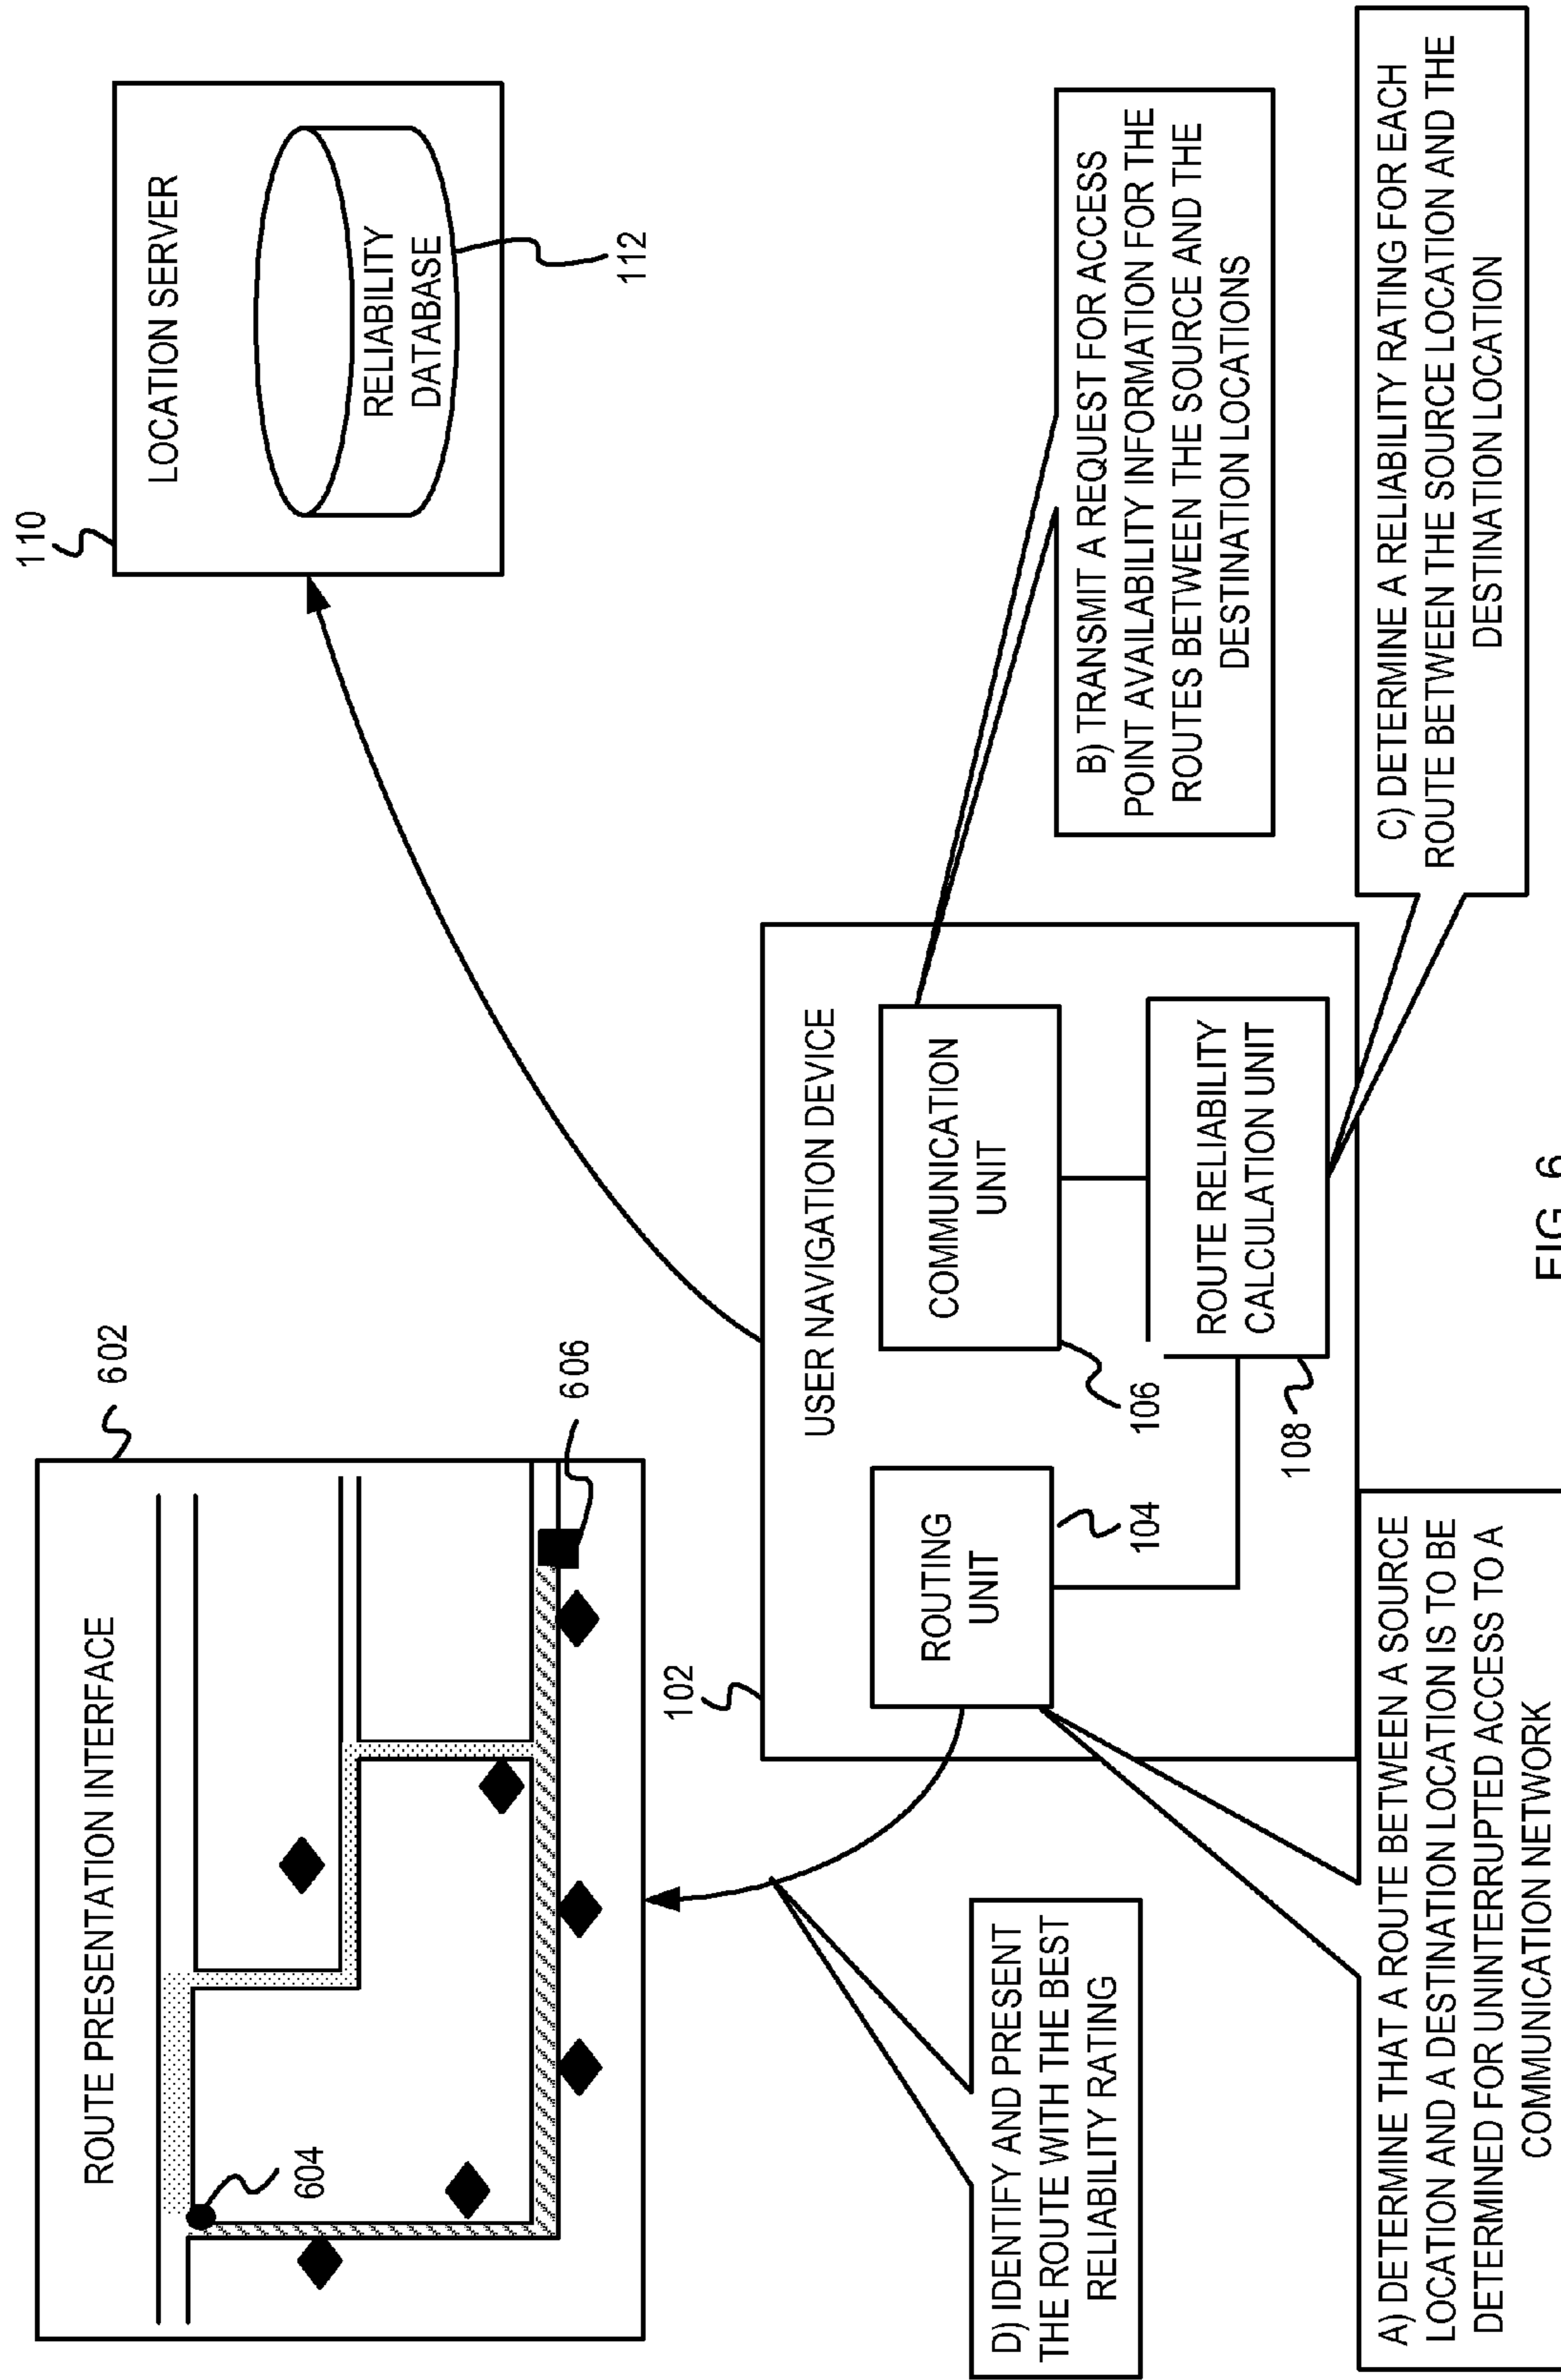 ROUTE PRESENTATION INTERFACE
602
604
606
110
LOCATION SERVER
RELIABILITY
DATABASE
112
102
USER NAVIGATION DEVICE
ROUTING
UNIT
104
COMMUNICATION
UNIT
106
ROUTE RELIABILITY
CALCULATION UNIT
108
D) IDENTIFY AND PRESENT
THE ROUTE WITH THE BEST
RELIABILITY RATING
B) TRANSMIT A REQUEST FOR ACCESS
POINT AVAILABILITY INFORMATION FOR THE
ROUTES BETWEEN THE SOURCE AND THE
DESTINATION LOCATIONS
A) DETERMINE THAT A ROUTE BETWEEN A SOURCE
LOCATION AND A DESTINATION LOCATION IS TO BE
DETERMINED FOR UNINTERRUPTED ACCESS TO A
COMMUNICATION NETWORK
C) DETERMINE A RELIABILITY RATING FOR EACH
ROUTE BETWEEN THE SOURCE LOCATION AND THE
DESTINATION LOCATION
FIG. 6